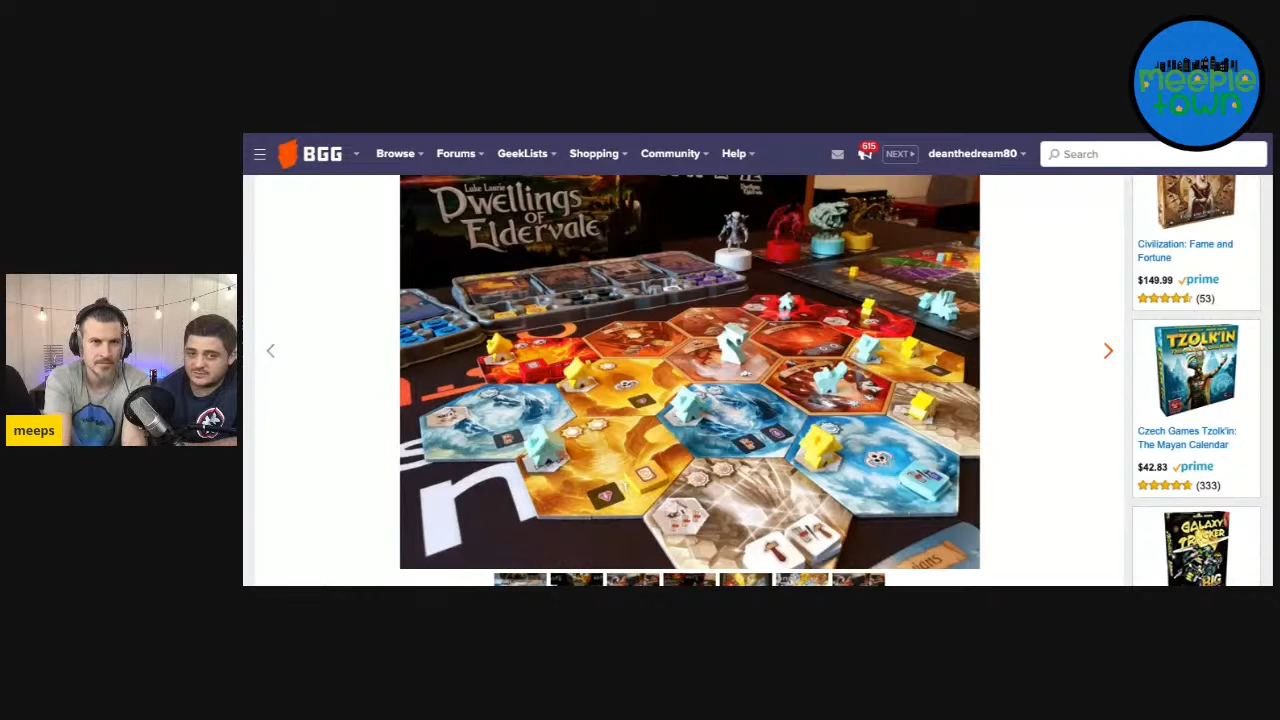 meeple
town
BGG
Browse
Forums
GeekLists
Shopping
Community
Help
615
NEXT
deanthedream80
Search
Luke Laurie
Dwellings
OF
Eldervale
Civilization: Fame and
Fortune
$149.99 prime
(53)
TZOLK'IN
Czech Games Tzolk'in:
The Mayan Calendar
$42.83 prime
(333)
GALAXY
TRUCKER
BIG
meeps
s
n